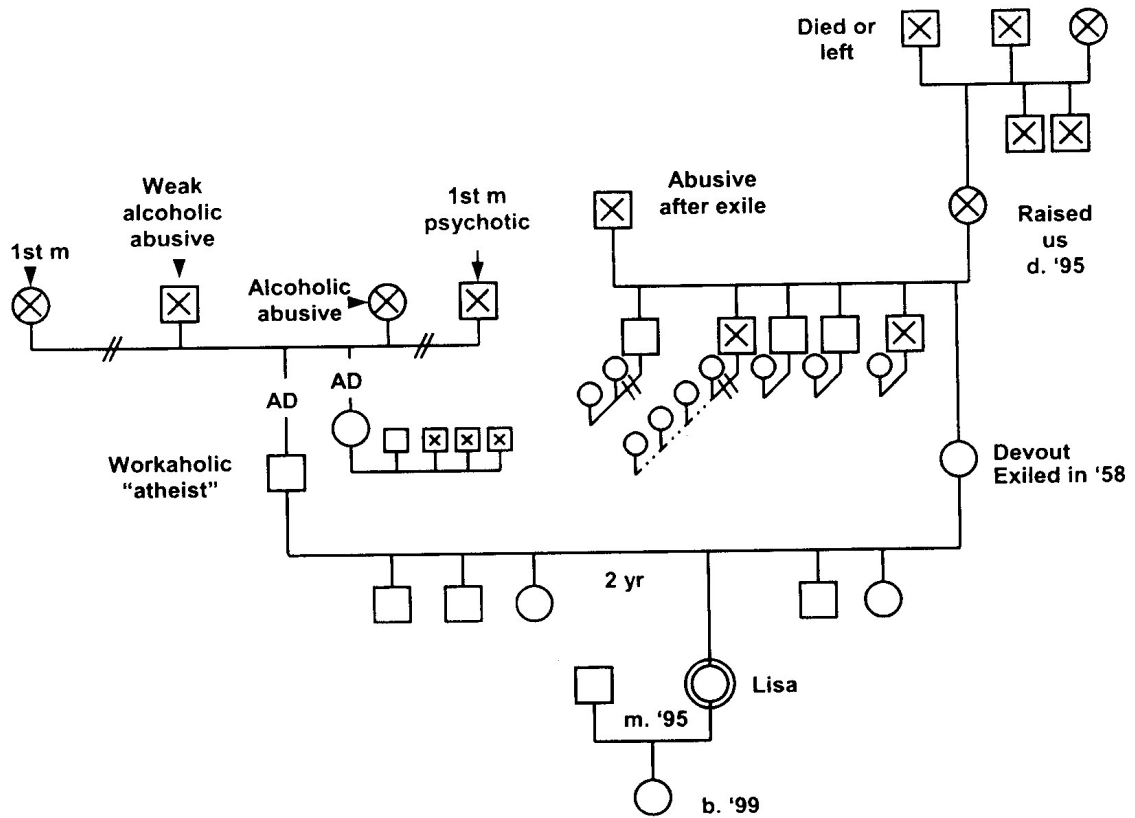 Died or
left
Abusive
after exile
Raised
us
d. ‘95
Weak
alcoholic
abusive
1st m
psychotic
1st m
Alcoholic
abusive
AD
AD
Workaholic
“atheist”
Devout
Exiled in ‘58
2 yr
Lisa
m. ‘95
b. ‘99